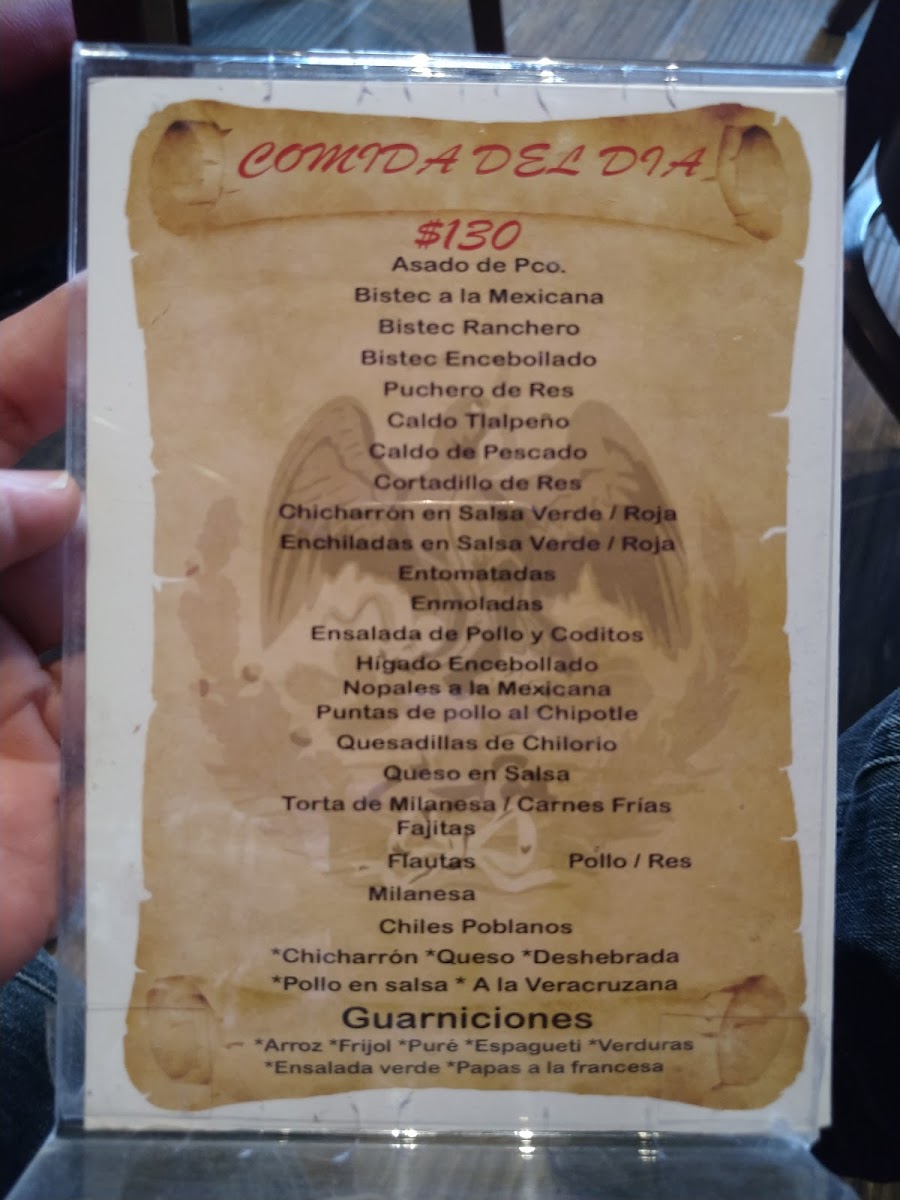 COMIDA DEL DIA
$130
Asado de Pco.
Bistec a la Mexicana
Bistec Ranchero
Bistec Encebollado
Puchero de Res
Caldo Tlalpeño
Caldo de Pescado
Cortadillo de Res
Chicharrón en Salsa Verde / Roja
Enchiladas en Salsa Verde / Roja
Entomatadas
Enmoladas
Ensalada de Pollo y Coditos
Hígado Encebollado
Nopales a la Mexicana
Puntas de pollo al Chipotle
Quesadillas de Chilorio
Queso en Salsa
Torta de Milanesa / Carnes Frías
Fajitas
Flautas Pollo / Res
Milanesa
Chiles Poblanos
*Chicharrón *Queso *Deshebrada
*Pollo en salsa * A la Veracruzana
Guarniciones
*Arroz *Frijol *Puré *Espagueti *Verduras
*Ensalada verde *Papas a la francesa